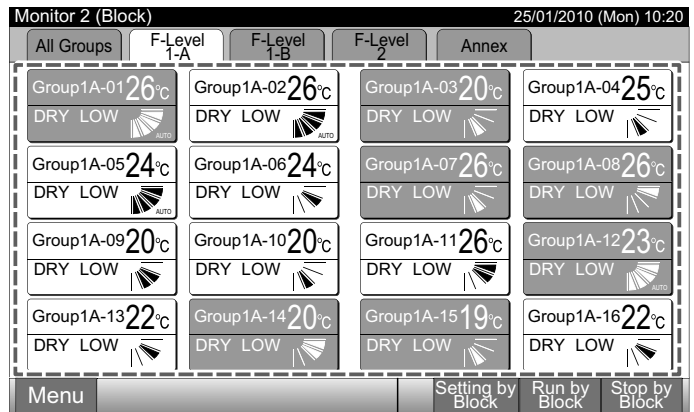 Monitor 2 (Block) 25/01/2010 (Mon) 10:20
All Groups F-Level 1-A F-Level 1-B F-Level 2 Annex
Group1A-01 26°C Group1A-02 26°C Group1A-03 20°C Group1A-04 25°C
DRY LOW AUTO DRY LOW AUTO DRY LOW DRY LOW
Group1A-05 24°C Group1A-06 24°C Group1A-07 26°C Group1A-08 26°C
DRY LOW AUTO DRY LOW DRY LOW DRY LOW
Group1A-09 20°C Group1A-10 20°C Group1A-11 26°C Group1A-12 23°C
DRY LOW DRY LOW DRY LOW DRY LOW AUTO
Group1A-13 22°C Group1A-14 20°C Group1A-15 19°C Group1A-16 22°C
DRY LOW DRY LOW DRY LOW DRY LOW
Menu Setting by Block Run by Block Stop by Block